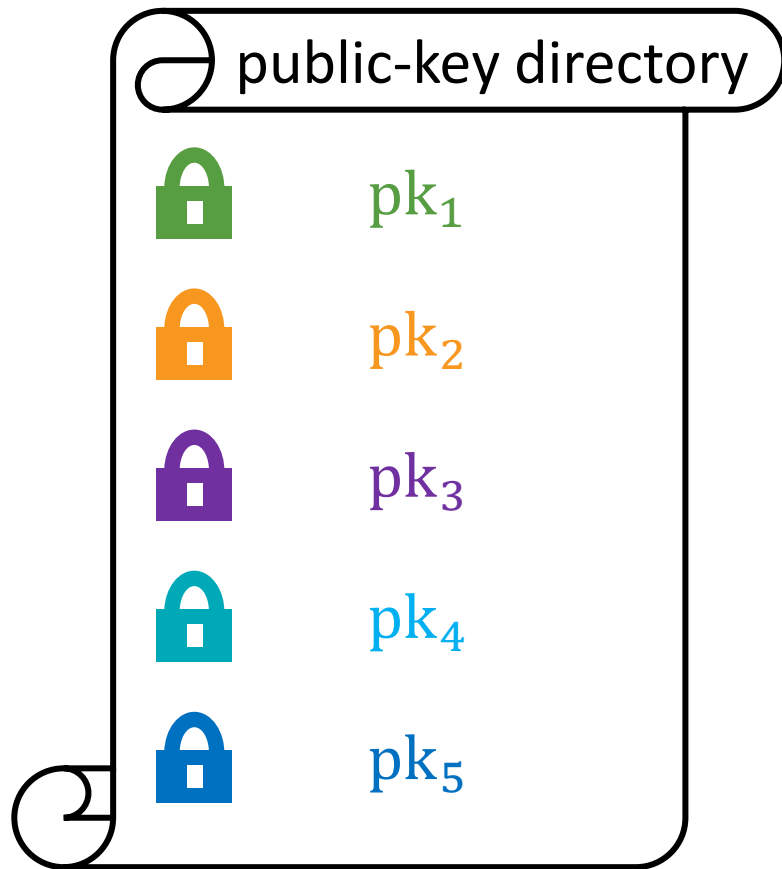 public-key directory
pk₁
pk₂
pk₃
pk₄
pk₅